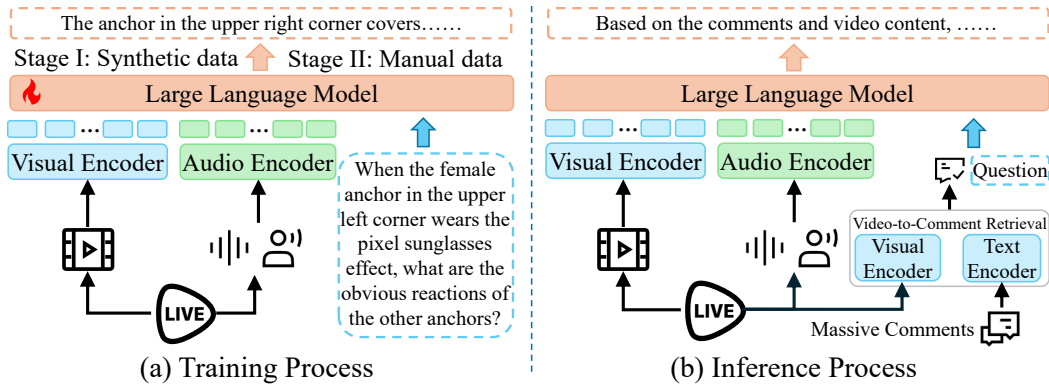 The anchor in the upper right corner covers……
Stage I: Synthetic data
Stage II: Manual data
Large Language Model
...
...
Visual Encoder
Audio Encoder
When the female
anchor in the upper
left corner wears the
pixel sunglasses
effect, what are the
obvious reactions of
the other anchors?
LIVE
(a) Training Process
Based on the comments and video content, ……
Large Language Model
...
...
Visual Encoder
Audio Encoder
Question
Video-to-Comment Retrieval
Visual
Encoder
Text
Encoder
LIVE
Massive Comments
(b) Inference Process